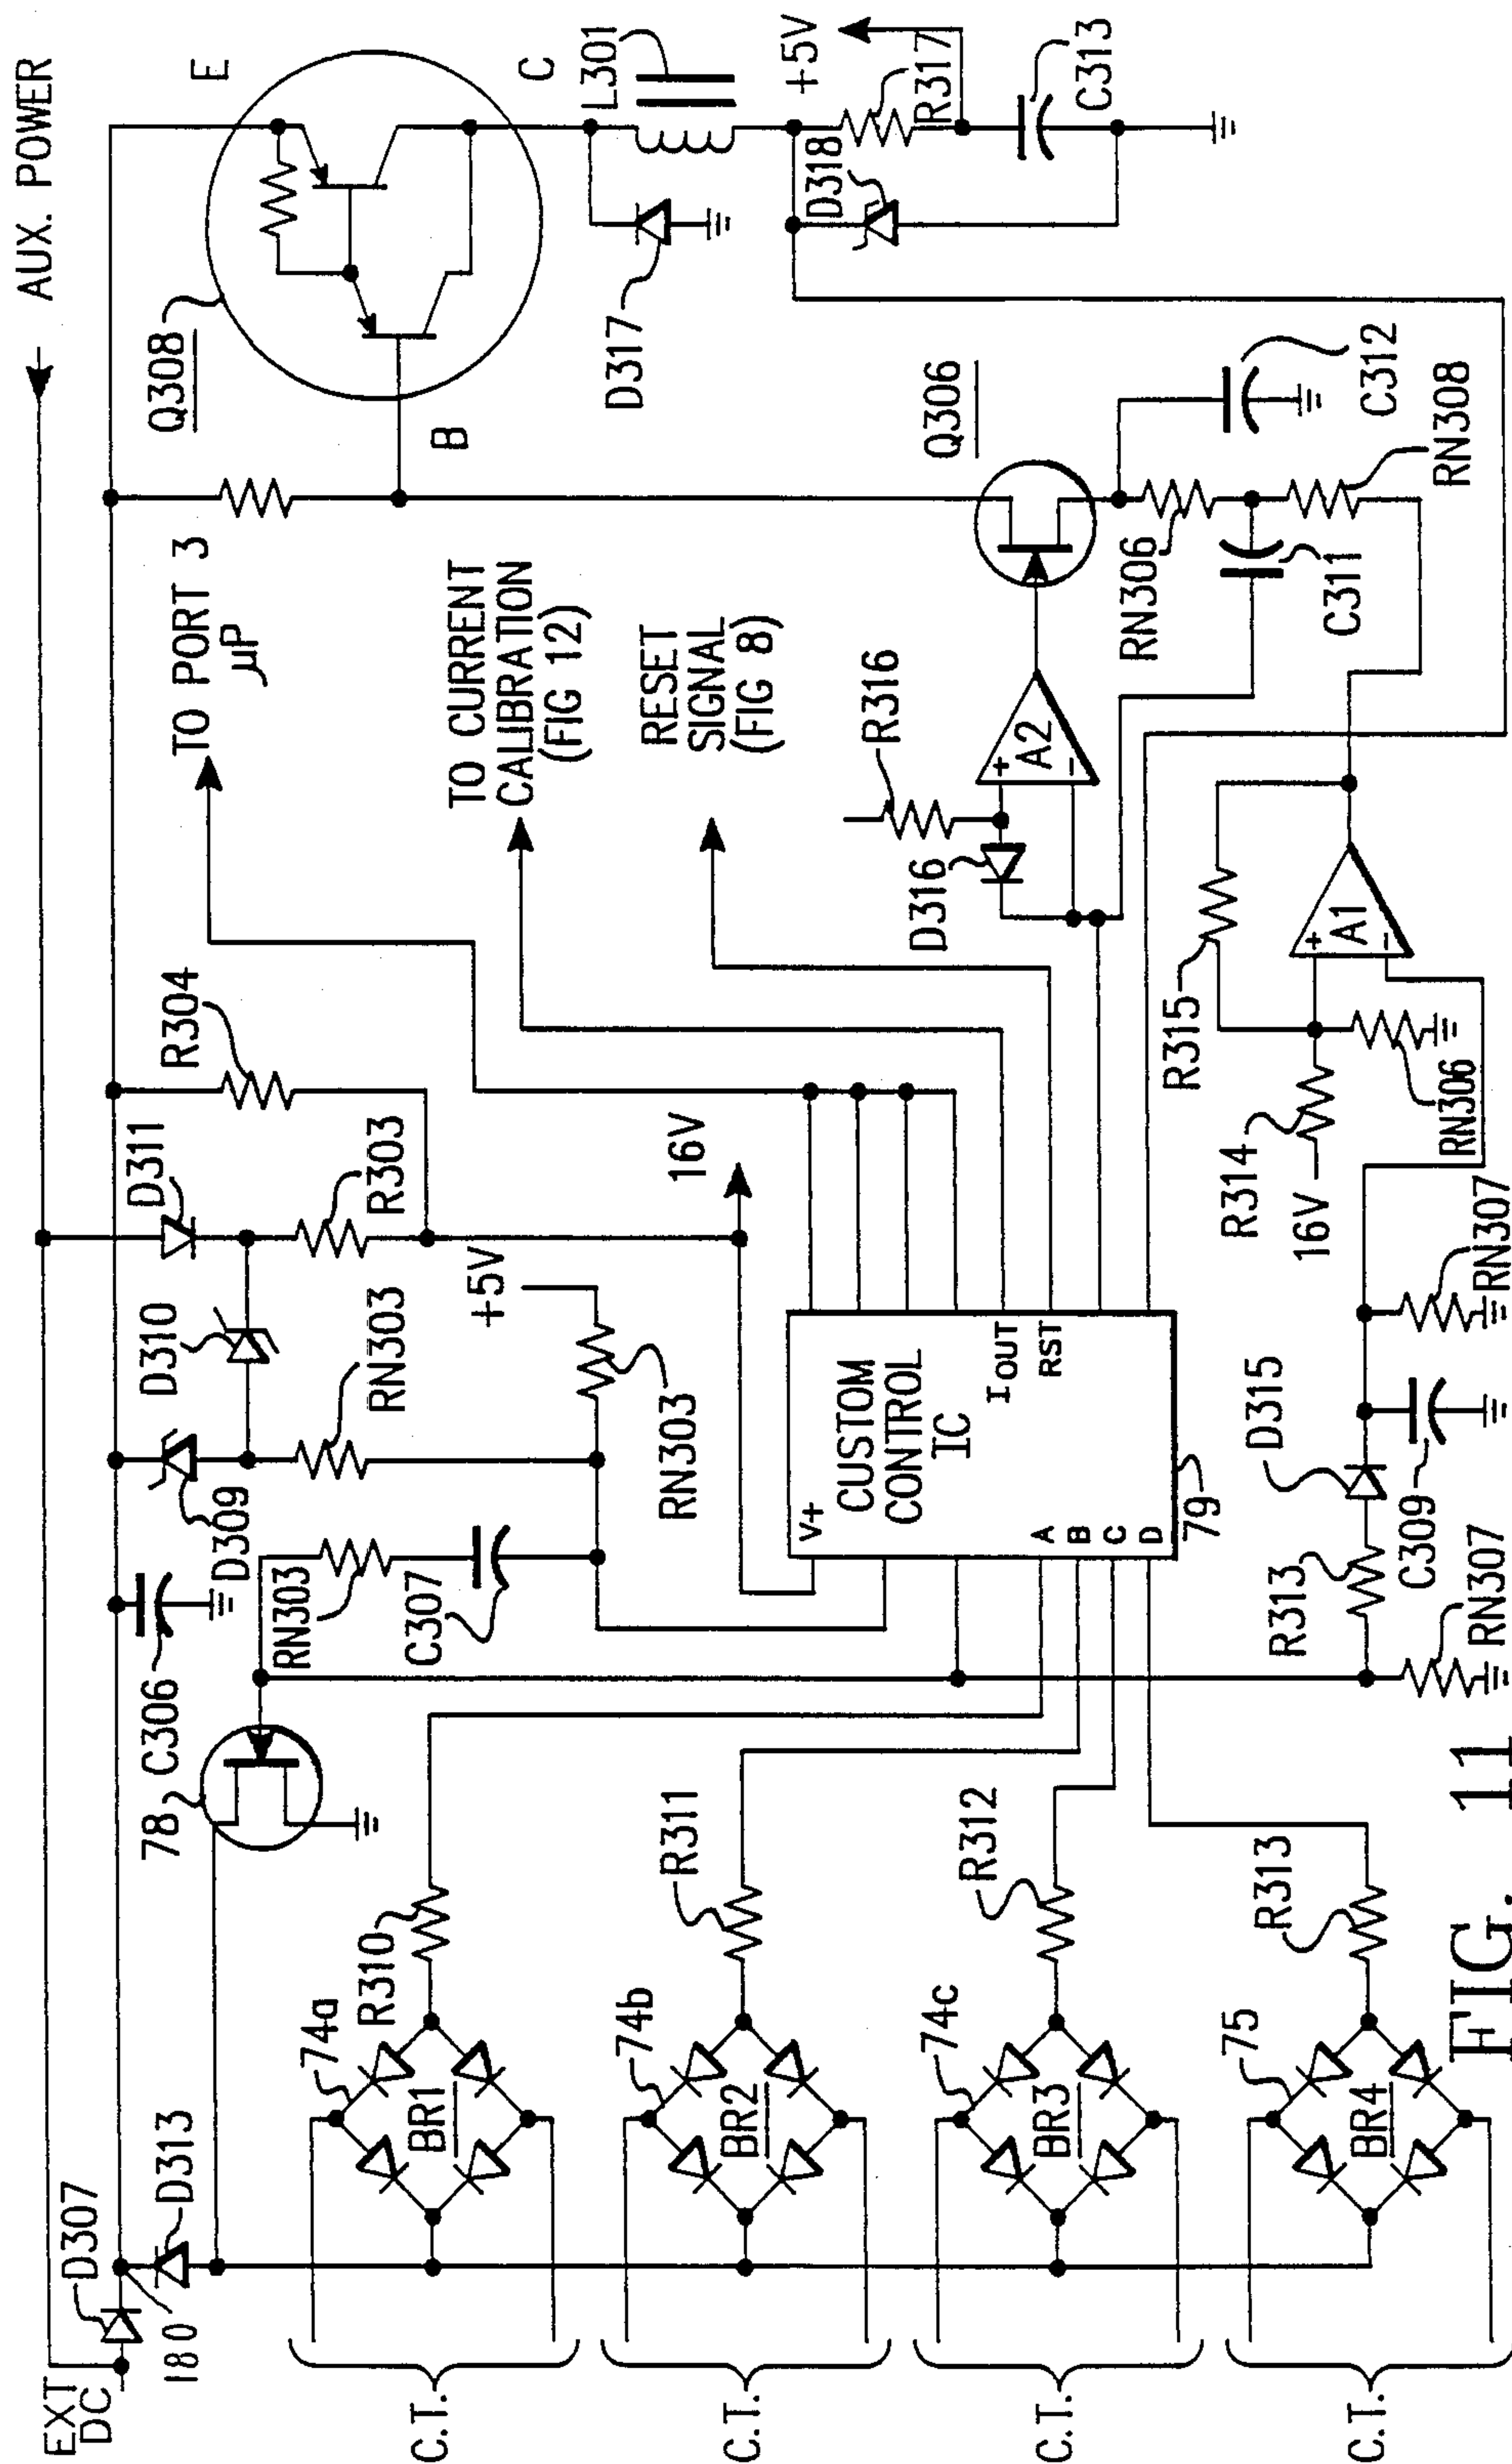 AUX. POWER
EXT
DC
D307
180
D313
78
C306
D309
D310
D311
R304
R303
RN303
RN303
C307
+5V
RN303
16V
TO PORT 3
µP
TO CURRENT
CALIBRATION
(FIG 12)
RESET
SIGNAL
(FIG 8)
Q308
E
B
C
L301
D317
+5V
R317
D318
C313
C.T.
74a
BR1
R310
C.T.
74b
BR2
R311
C.T.
74c
BR3
R312
C.T.
75
BR4
R313
V+
CUSTOM
CONTROL
IC
IOUT
RST
A
B
C
D
79
R316
D316
+
A2
-
Q306
C312
RN306
C311
RN308
R315
R314
16V
+
A1
-
RN306
D315
R313
C309
RN307
RN307
FIG. 11